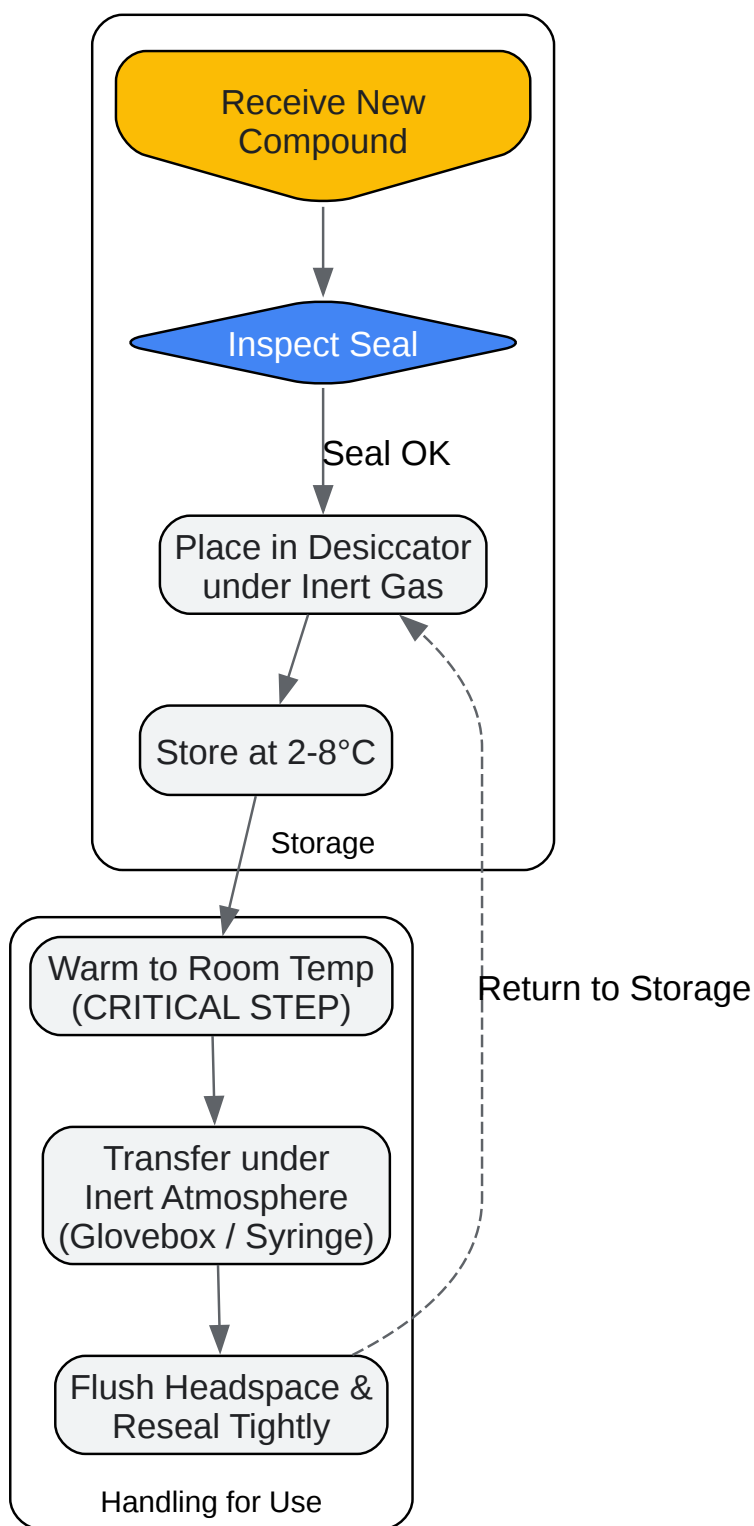 Receive New
Compound
Inspect Seal
Seal OK
Place in Desiccator
under Inert Gas
Store at 2-8°C
Storage
Warm to Room Temp
(CRITICAL STEP)
Return to Storage
Transfer under
Inert Atmosphere
(Glovebox / Syringe)
Flush Headspace &
Reseal Tightly
Handling for Use